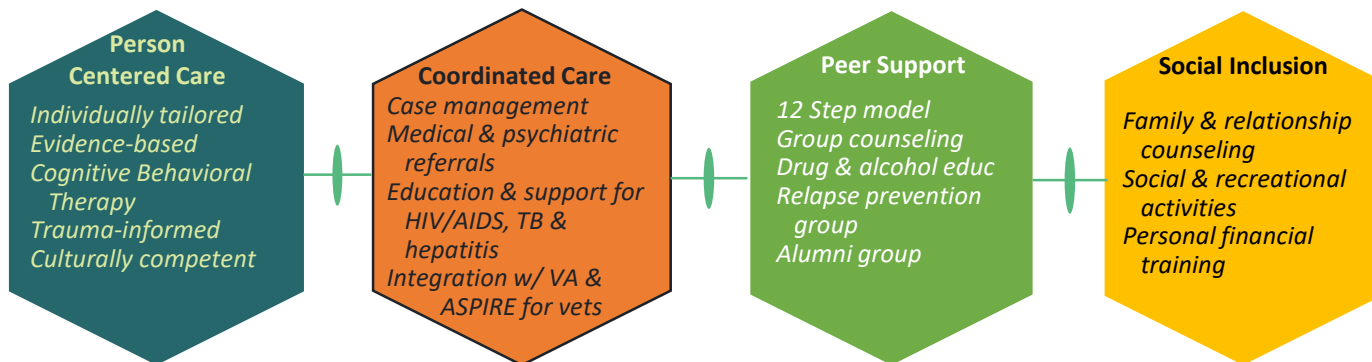 Person
Centered Care
Individually tailored
Evidence-based
Cognitive Behavioral
Therapy
Trauma-informed
Culturally competent
Coordinated Care
Case management
Medical & psychiatric
referrals
Education & support for
HIV/AIDS, TB &
hepatitis
Integration w/ VA &
ASPIRE for vets
Peer Support
12 Step model
Group counseling
Drug & alcohol educ
Relapse prevention
group
Alumni group
Social Inclusion
Family & relationship
counseling
Social & recreational
activities
Personal financial
training